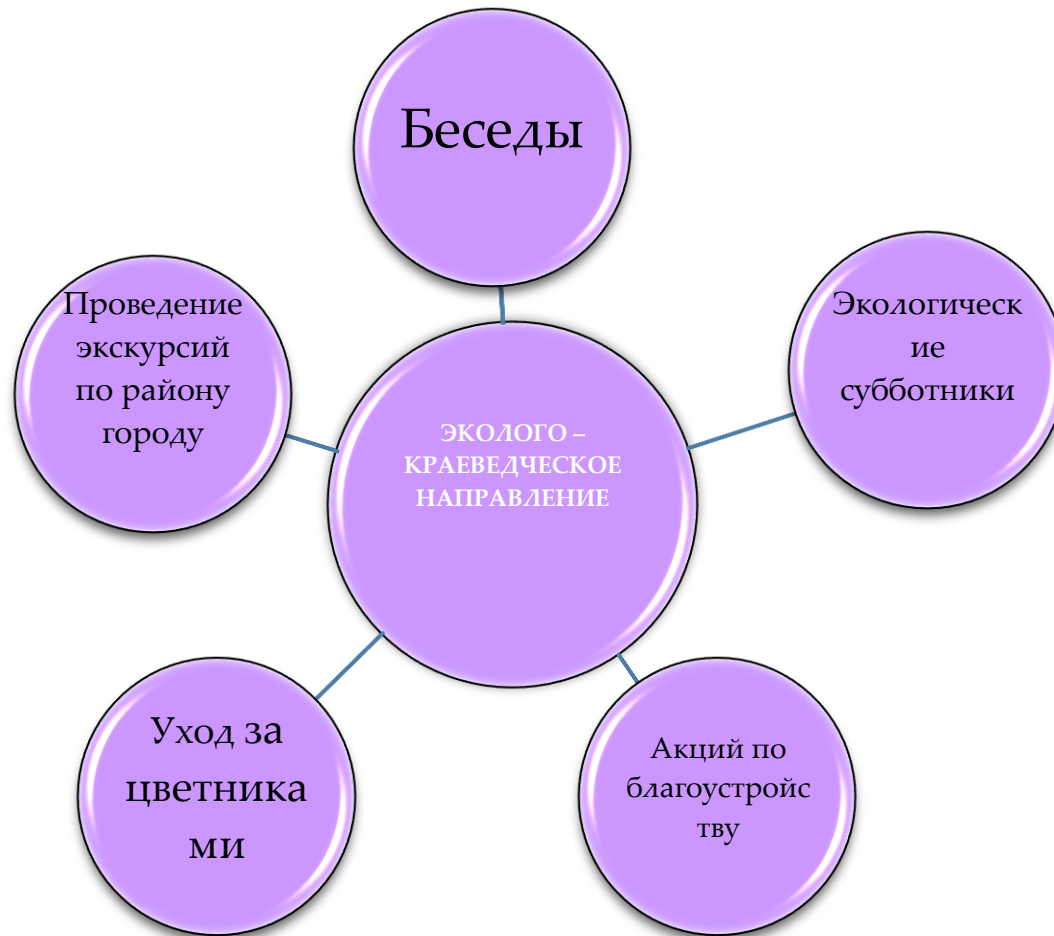 Беседы
Проведение
экскурсий
по району
городу
Экологическ
ие
субботники
ЭКОЛОГО –
КРАЕВЕДЧЕСКОЕ
НАПРАВЛЕНИЕ
Уход за
цветника
ми
Акций по
благоустройс
тву